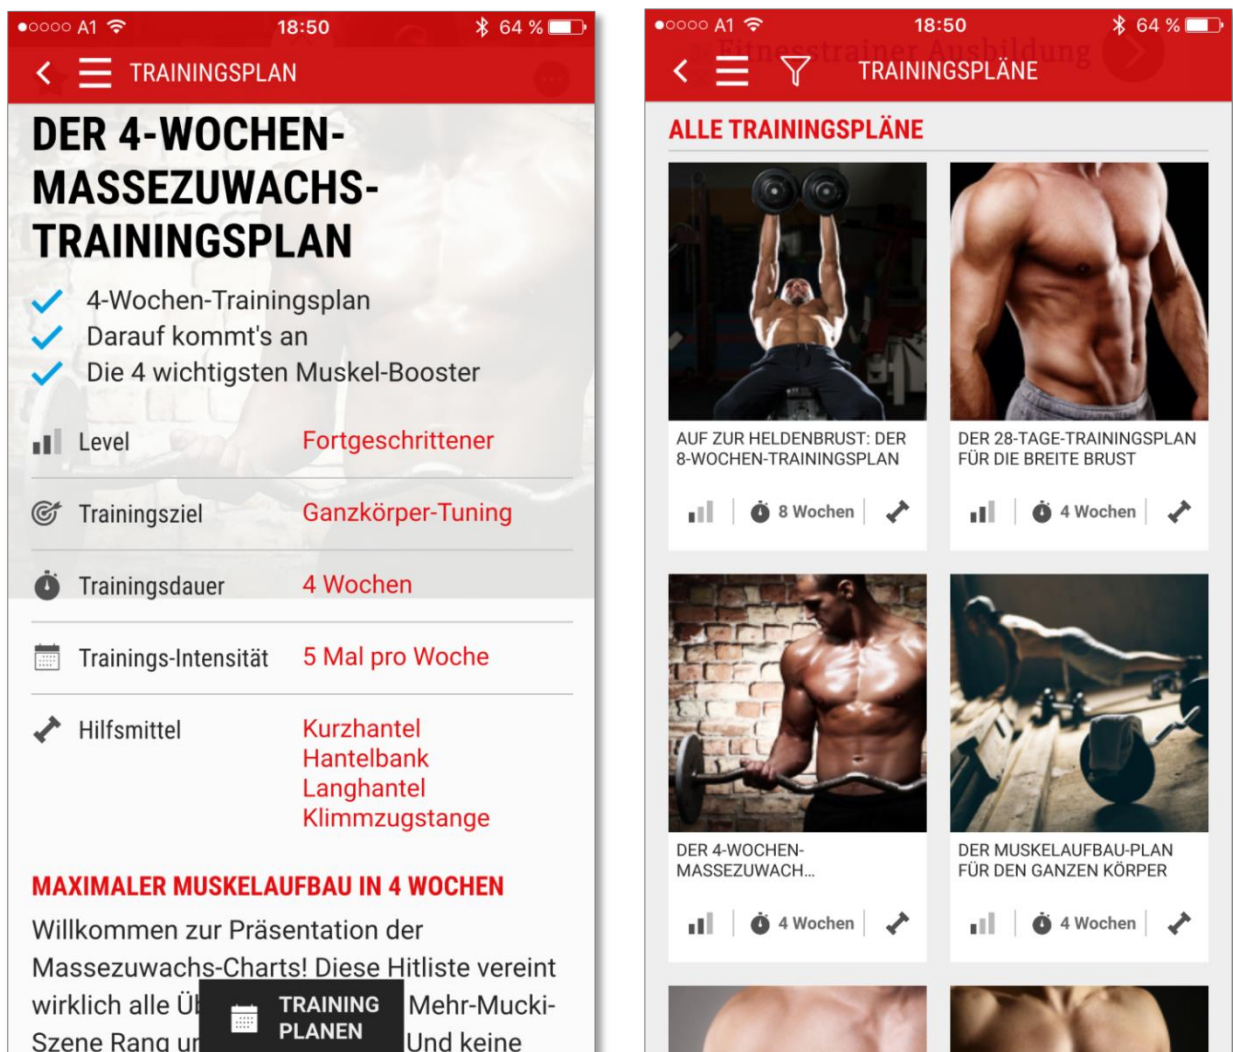 A1 18:50 64 %
TRAININGSPLAN
DER 4-WOCHEN-
MASSEZUWACHS-
TRAININGSPLAN
4-Wochen-Trainingsplan
Darauf kommt's an
Die 4 wichtigsten Muskel-Booster
Level Fortgeschrittener
Trainingsziel Ganzkörper-Tuning
Trainingsdauer 4 Wochen
Trainings-Intensität 5 Mal pro Woche
Hilfsmittel Kurzhantel
Hantelbank
Langhantel
Klimmzugstange
MAXIMALER MUSKELAUFBAU IN 4 WOCHEN
Willkommen zur Präsentation der
Massezuwachs-Charts! Diese Hitliste vereint
wirklich alle Mehr-Mucki-
Szene Rang Und keine
TRAINING
PLANEN
A1 18:50 64 %
Fitnesstrainer Ausbildung
TRAININGSPLÄNE
ALLE TRAININGSPLÄNE
AUF ZUR HELDENBRUST: DER
8-WOCHEN-TRAININGSPLAN
8 Wochen
DER 28-TAGE-TRAININGSPLAN
FÜR DIE BREITE BRUST
4 Wochen
DER 4-WOCHEN-
MASSEZUWACH...
4 Wochen
DER MUSKELAUFBAU-PLAN
FÜR DEN GANZEN KÖRPER
4 Wochen